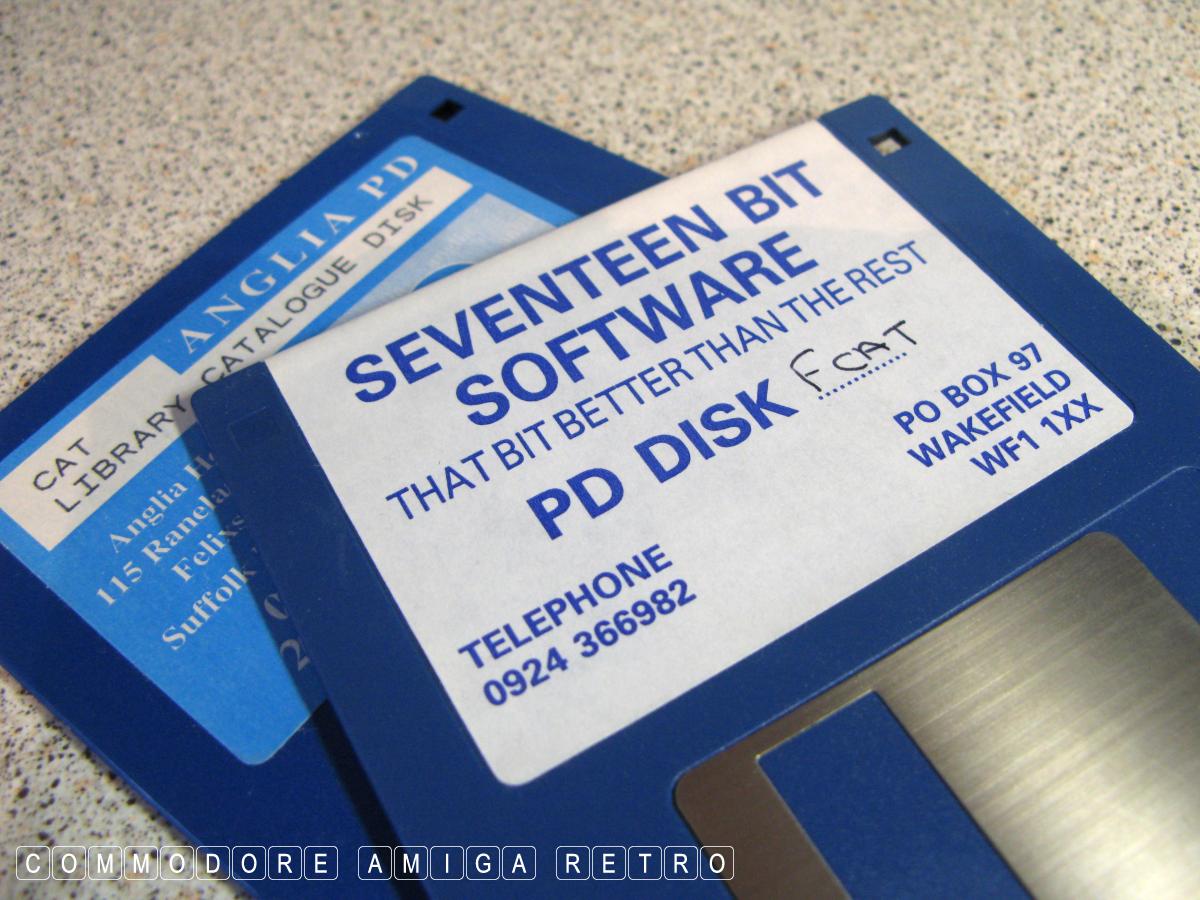 ANGLIA PD
CAT
LIBRARY CATALOGUE DISK
Anglia
115
Suffolk
SEVENTEEN BIT
SOFTWARE
THAT BIT BETTER THAN THE REST
PD DISK FCAT
PO BOX 97
WAKEFIELD
WF1 1XX
TELEPHONE
0924 366982
COMMODORE AMIGA RETRO